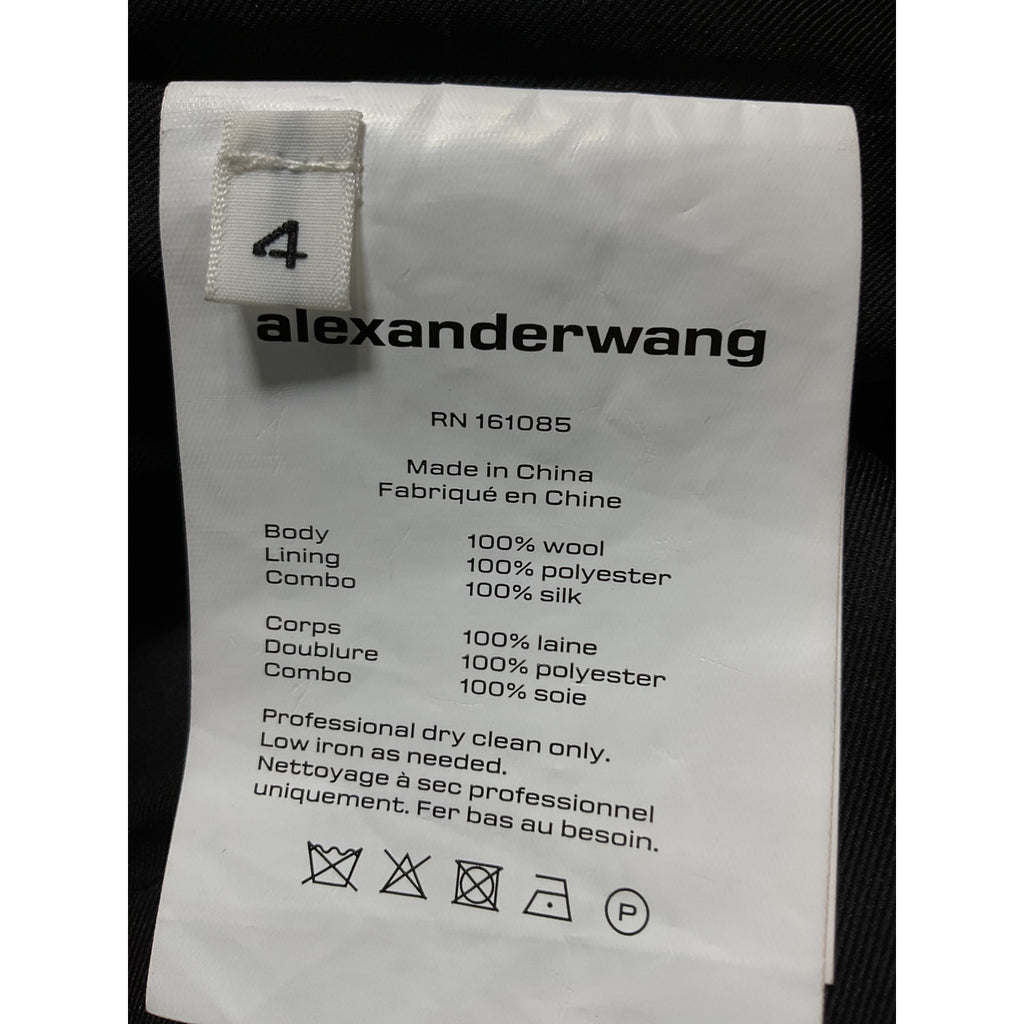 4
alexanderwang
RN 161085
Made in China
Fabriqué en Chine
Body 100% wool
Lining 100% polyester
Combo 100% silk
Corps 100% laine
Doublure 100% polyester
Combo 100% soie
Professional dry clean only.
Low iron as needed.
Nettoyage à sec professionnel
uniquement. Fer bas au besoin.
P